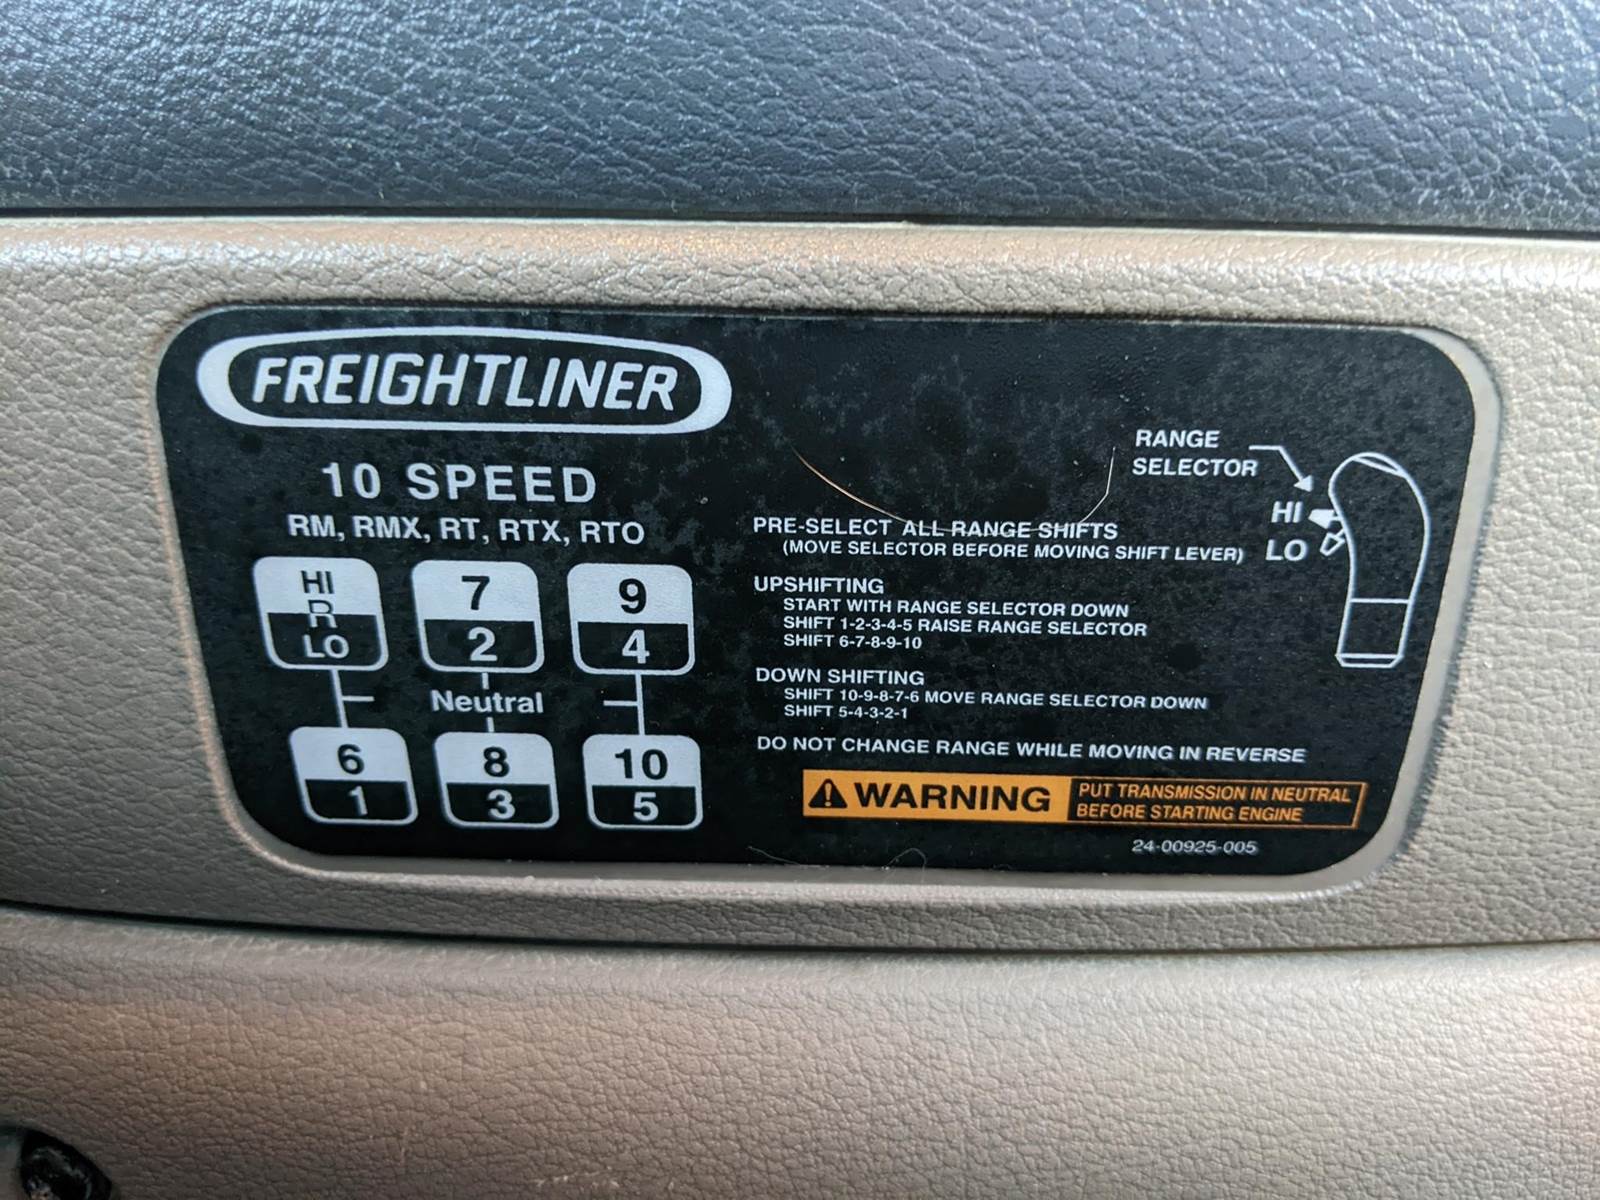 FREIGHTLINER
10 SPEED
RM, RMX, RT, RTX, RTO
HI
R
LO
7
2
9
4
Neutral
6
1
8
3
10
5
RANGE
SELECTOR
HI
LO
PRE-SELECT ALL RANGE SHIFTS
(MOVE SELECTOR BEFORE MOVING SHIFT LEVER)
UPSHIFTING
START WITH RANGE SELECTOR DOWN
SHIFT 1-2-3-4-5 RAISE RANGE SELECTOR
SHIFT 6-7-8-9-10
DOWN SHIFTING
SHIFT 10-9-8-7-6 MOVE RANGE SELECTOR DOWN
SHIFT 5-4-3-2-1
DO NOT CHANGE RANGE WHILE MOVING IN REVERSE
WARNING
PUT TRANSMISSION IN NEUTRAL
BEFORE STARTING ENGINE
24-00925-005